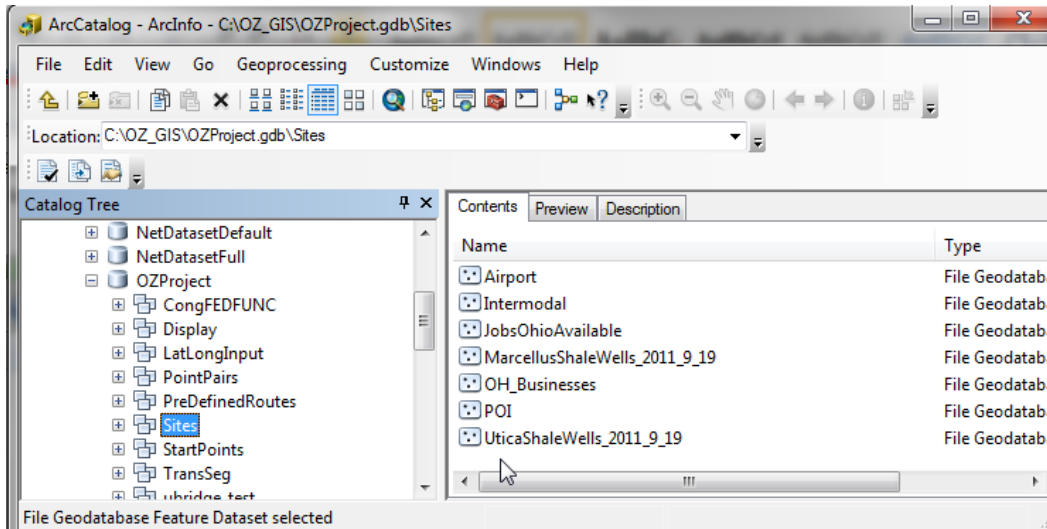 ArcCatalog - ArcInfo - C:\OZ_GIS\OZProject.gdb\Sites
File Edit View Go Geoprocessing Customize Windows Help
Location: C:\OZ_GIS\OZProject.gdb\Sites
Catalog Tree
NetDatasetDefault
NetDatasetFull
OZProject
CongFEDFUNC
Display
LatLongInput
PointPairs
PreDefinedRoutes
Sites
StartPoints
TransSeg
ubridge_test
Contents Preview Description
Name Type
Airport File Geodatab
Intermodal File Geodatab
JobsOhioAvailable File Geodatab
MarcellusShaleWells_2011_9_19 File Geodatab
OH_Businesses File Geodatab
POI File Geodatab
UticaShaleWells_2011_9_19 File Geodatab
File Geodatabase Feature Dataset selected